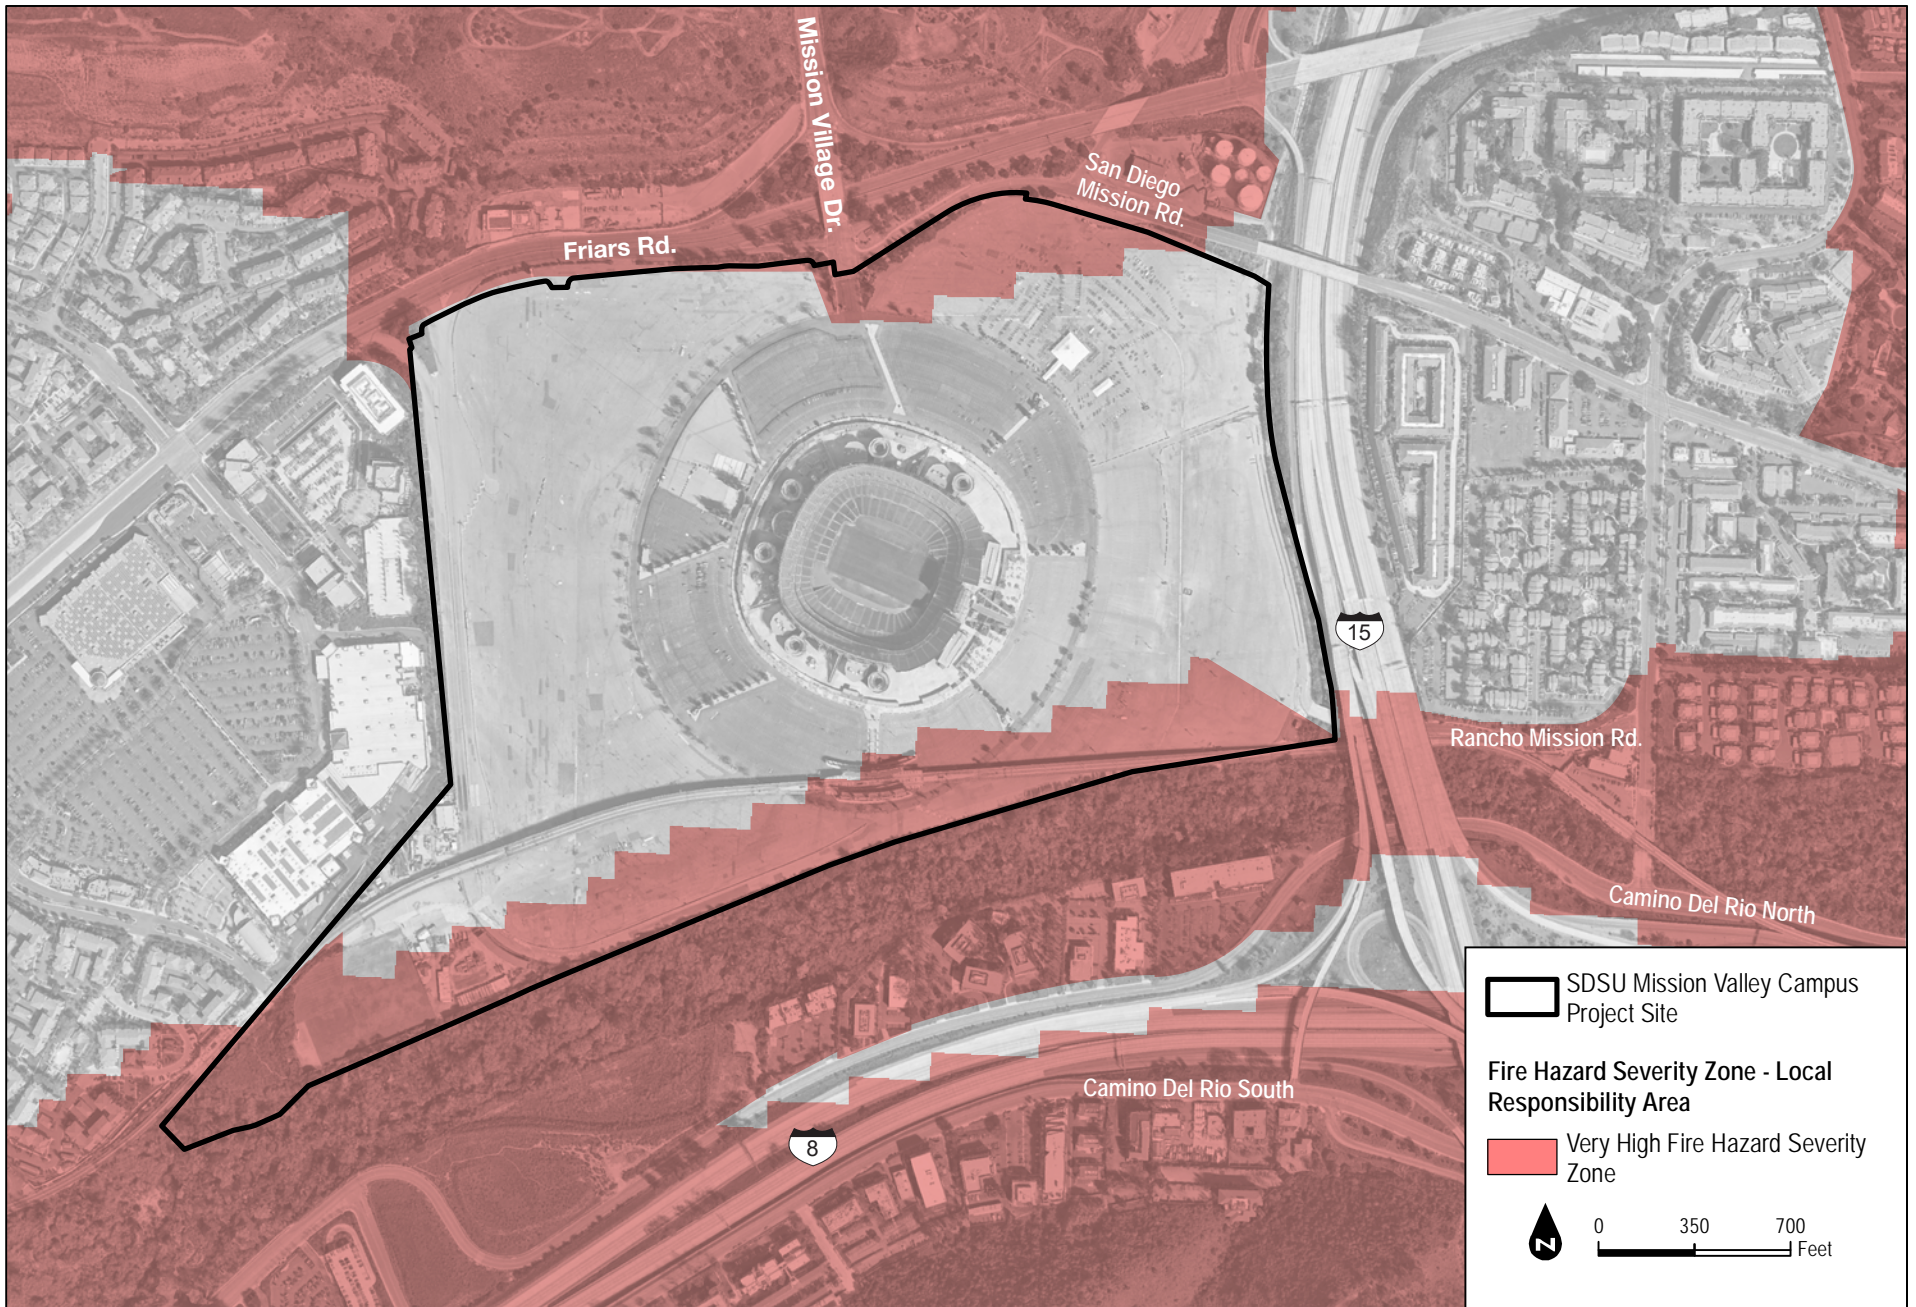 Mission Village Dr.
San Diego
Mission Rd.
Friars Rd.
15
Rancho Mission Rd.
Camino Del Rio North
Camino Del Rio South
8
SDSU Mission Valley Campus
Project Site
Fire Hazard Severity Zone - Local
Responsibility Area
Very High Fire Hazard Severity
Zone
N
0 350 700
Feet